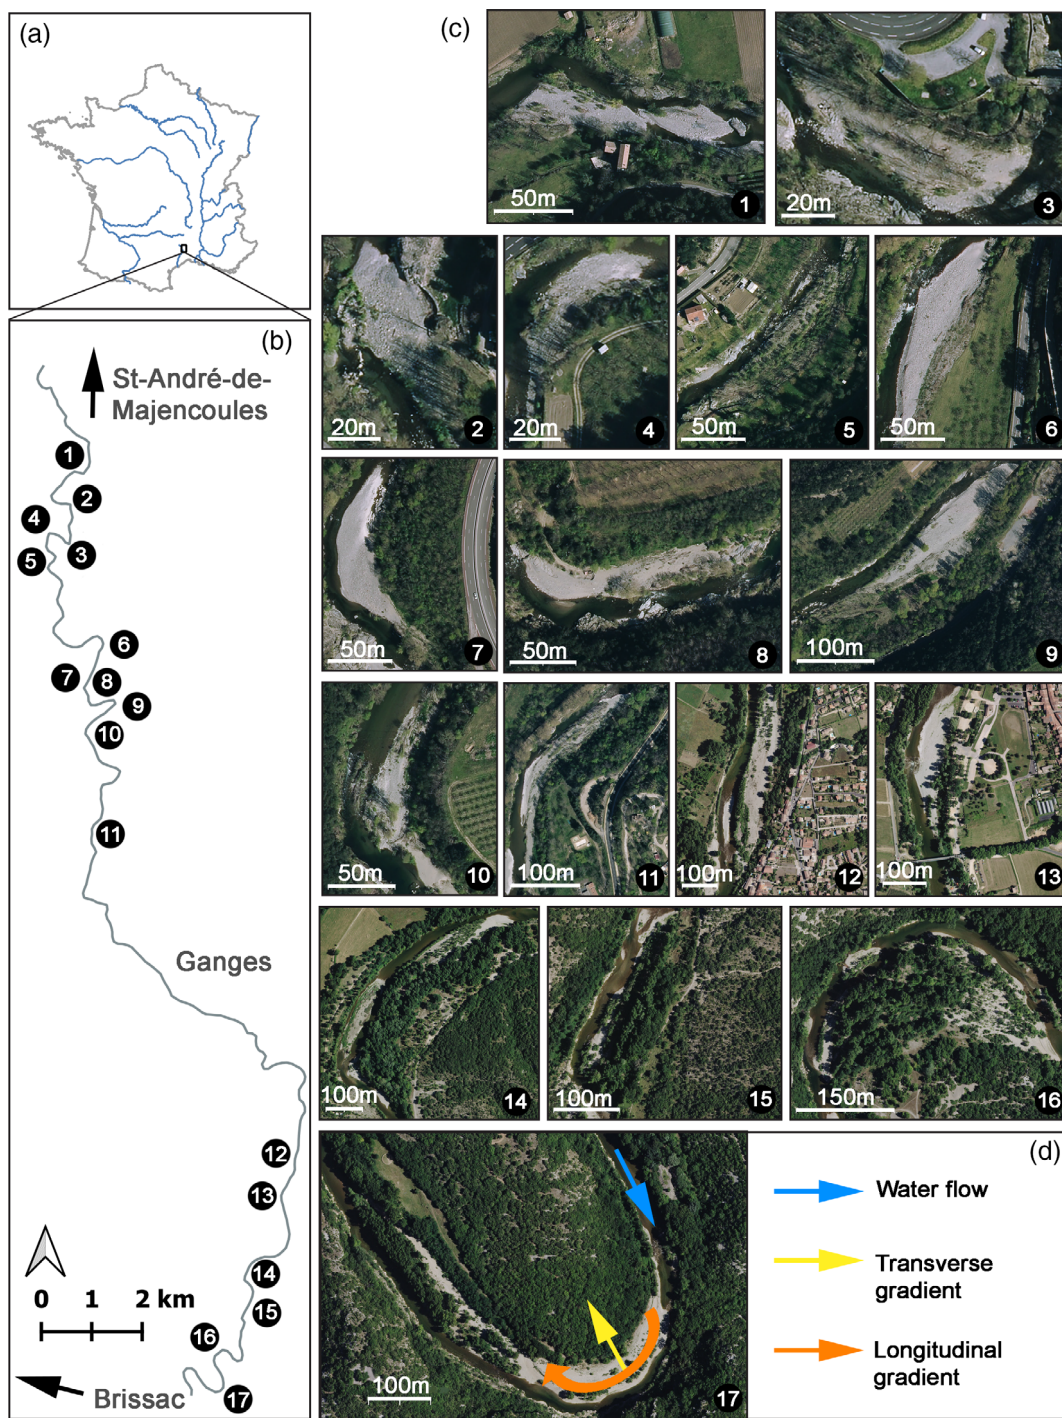 (a)
(b)
St-André-de-
Majencoules
1
2
4
3
5
6
7
8
9
10
11
Ganges
12
13
14
0 1 2 km
15
16
Brissac
17
(c)
50m
1
20m
3
20m
2
20m
4
50m
5
50m
6
50m
7
50m
8
100m
9
50m
10
100m
11
100m
12
100m
13
100m
14
100m
15
150m
16
100m
17
(d)
Water flow
Transverse
gradient
Longitudinal
gradient